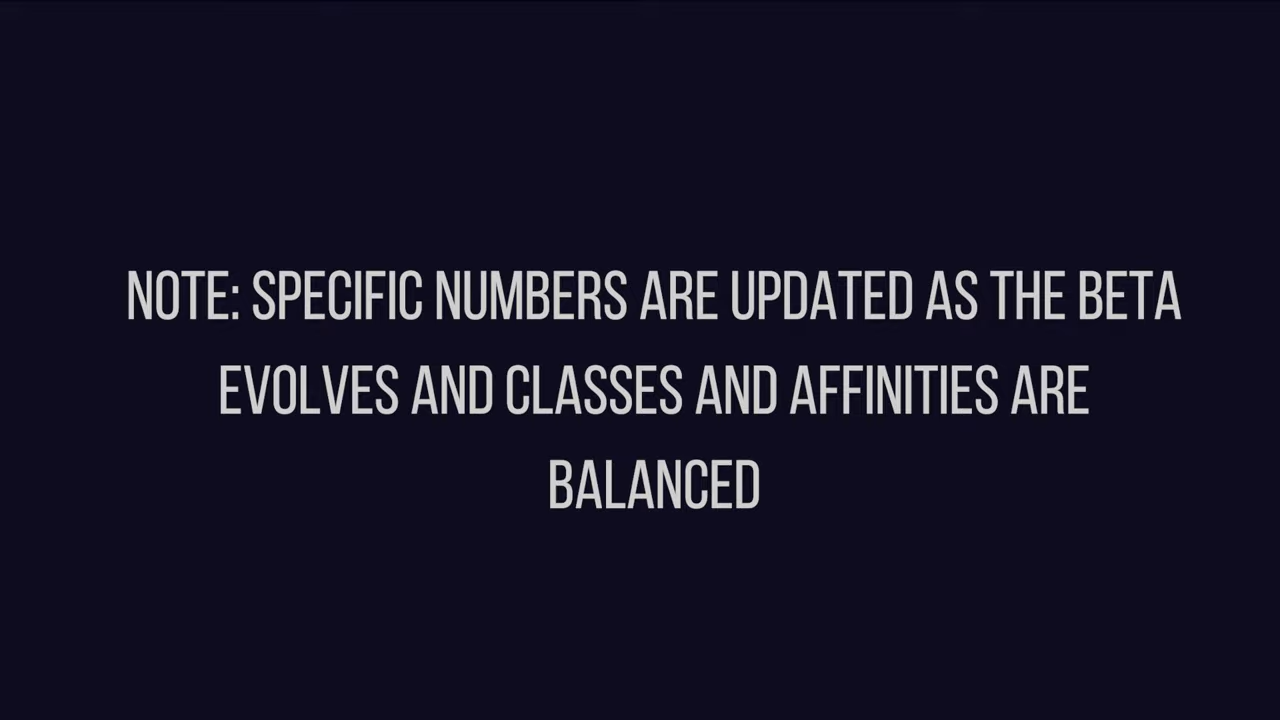 NOTE: SPECIFIC NUMBERS ARE UPDATED AS THE BETA
EVOLVES AND CLASSES AND AFFINITIES ARE
BALANCED